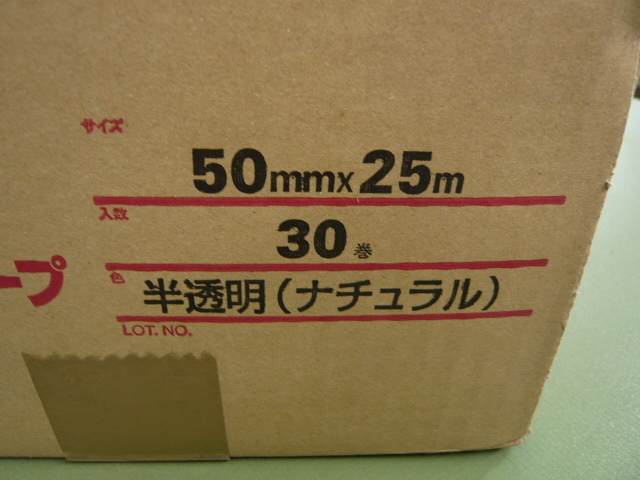 サイズ
50mmx25m
入数
30巻
色
半透明(ナチュラル)
ープ
LOT. NO.